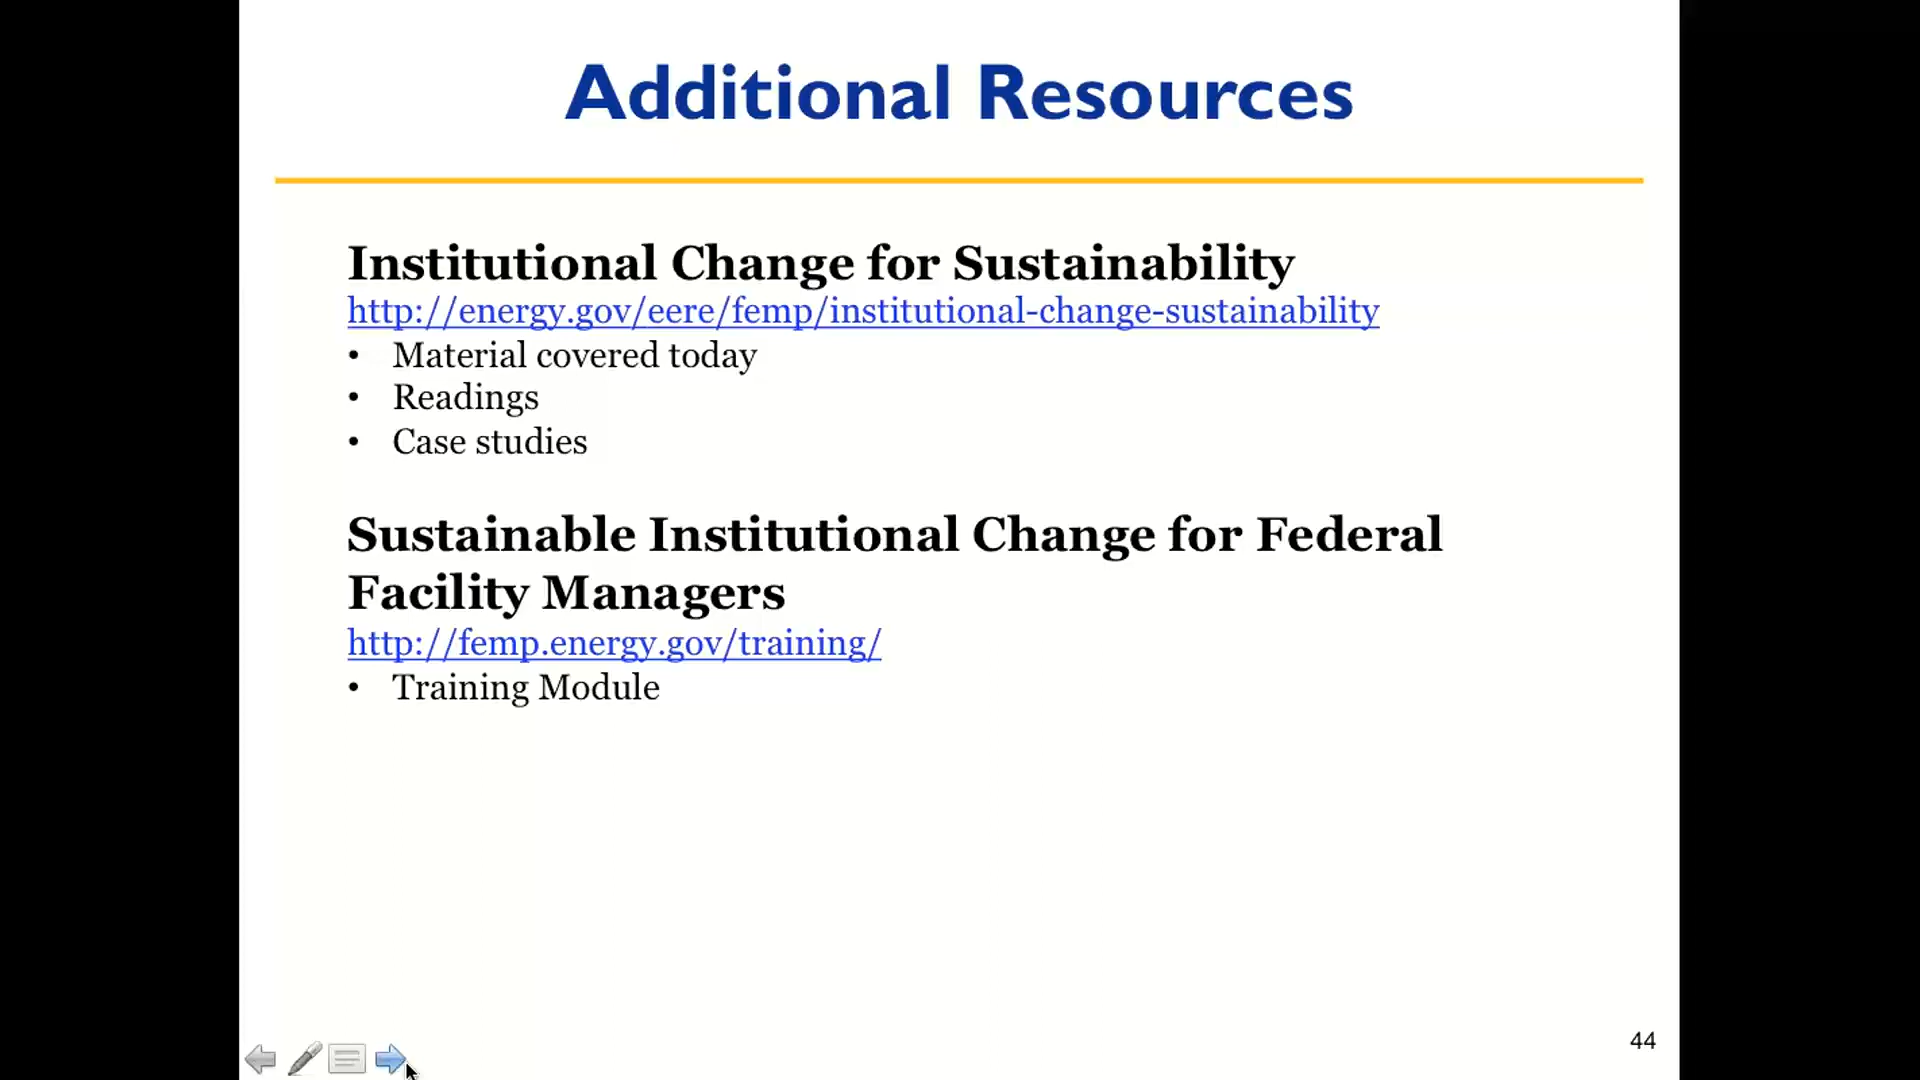 Additional Resources
Institutional Change for Sustainability
http://energy.gov/eere/femp/institutional-change-sustainability
• Material covered today
• Readings
• Case studies
Sustainable Institutional Change for Federal
Facility Managers
http://femp.energy.gov/training/
• Training Module
44